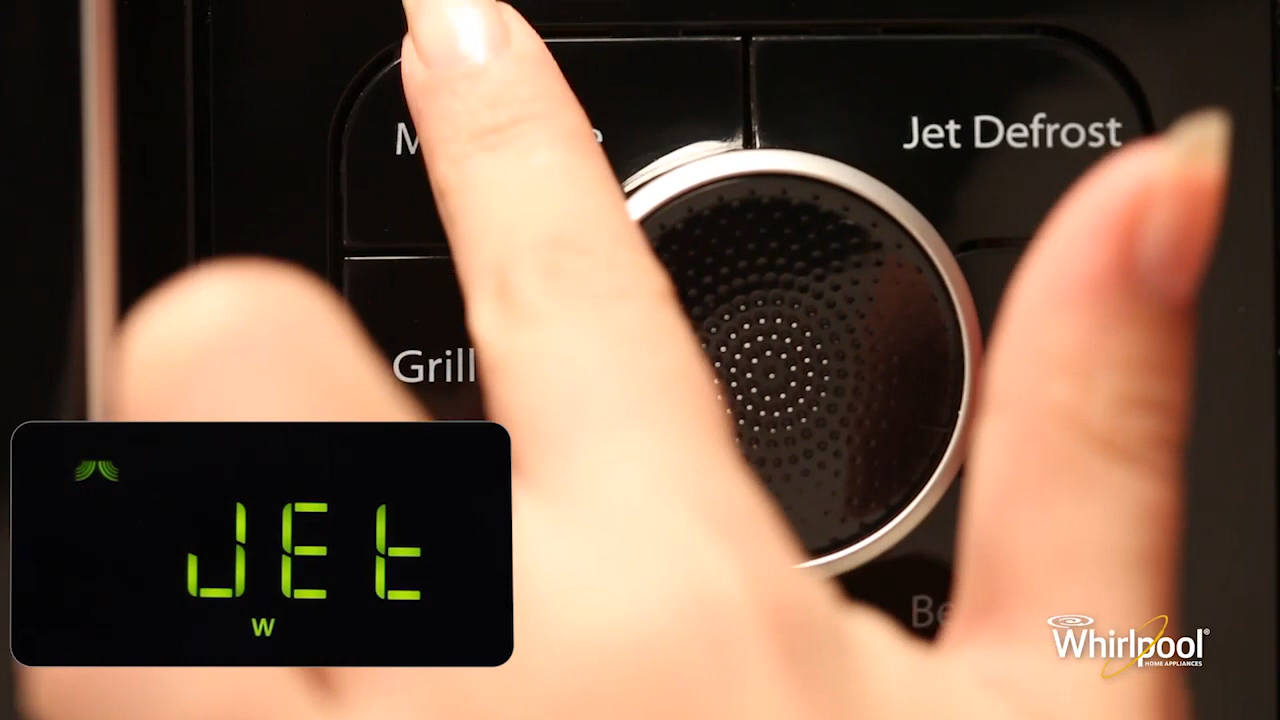 Jet Defrost
Grill
JEt
W
Whirlpool®
HOME APPLIANCES